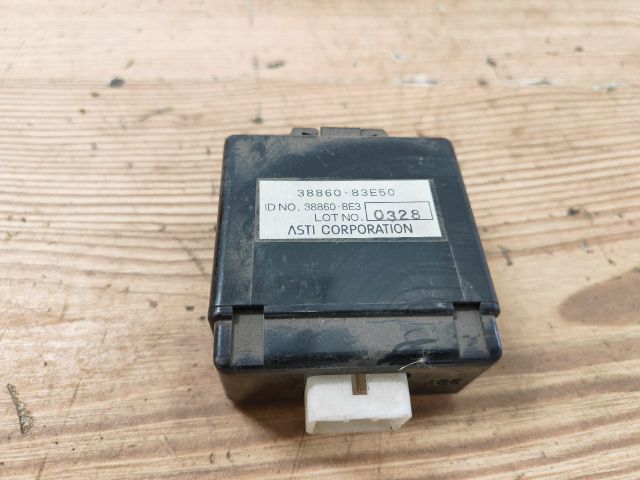 38860-83E50
ID NO. 38860-8E3
LOT NO. 0328
ASTI CORPORATION